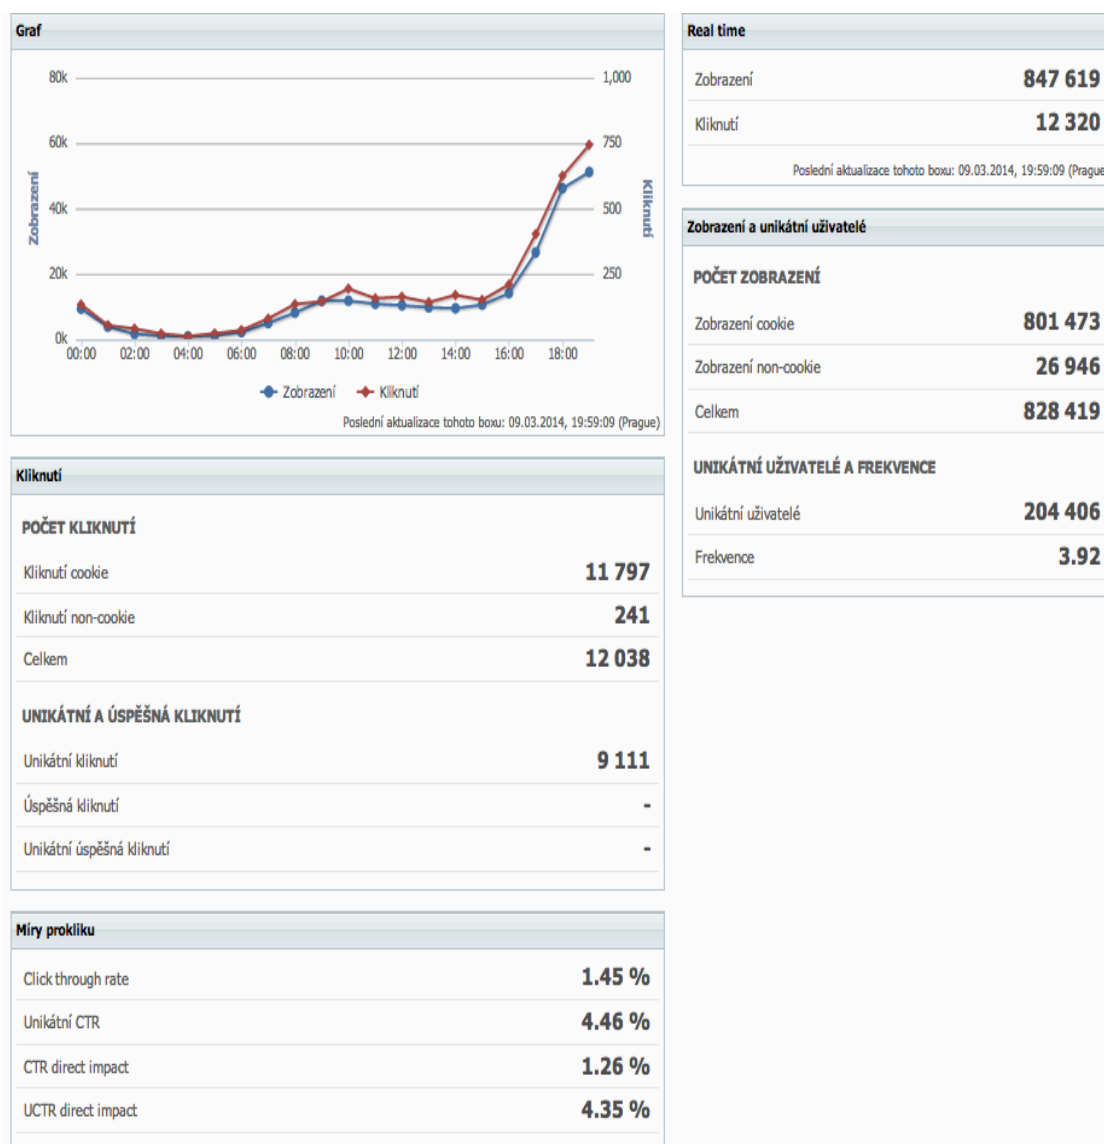 Graf
80k
1,000
60k
750
40k
500
20k
250
0k
Zobrazení
Kliknutí
00:00 02:00 04:00 06:00 08:00 10:00 12:00 14:00 16:00 18:00
Zobrazení Kliknutí
Poslední aktualizace tohoto boxu: 09.03.2014, 19:59:09 (Prague)
Kliknutí
POČET KLIKNUTÍ
Kliknutí cookie 11 797
Kliknutí non-cookie 241
Celkem 12 038
UNIKÁTNÍ A ÚSPĚŠNÁ KLIKNUTÍ
Unikátní kliknutí 9 111
Úspěšná kliknutí -
Unikátní úspěšná kliknutí -
Míry prokliku
Click through rate 1.45 %
Unikátní CTR 4.46 %
CTR direct impact 1.26 %
UCTR direct impact 4.35 %
Real time
Zobrazení 847 619
Kliknutí 12 320
Poslední aktualizace tohoto boxu: 09.03.2014, 19:59:09 (Prague
Zobrazení a unikátní uživatelé
POČET ZOBRAZENÍ
Zobrazení cookie 801 473
Zobrazení non-cookie 26 946
Celkem 828 419
UNIKÁTNÍ UŽIVATELÉ A FREKVENCE
Unikátní uživatelé 204 406
Frekvence 3.92